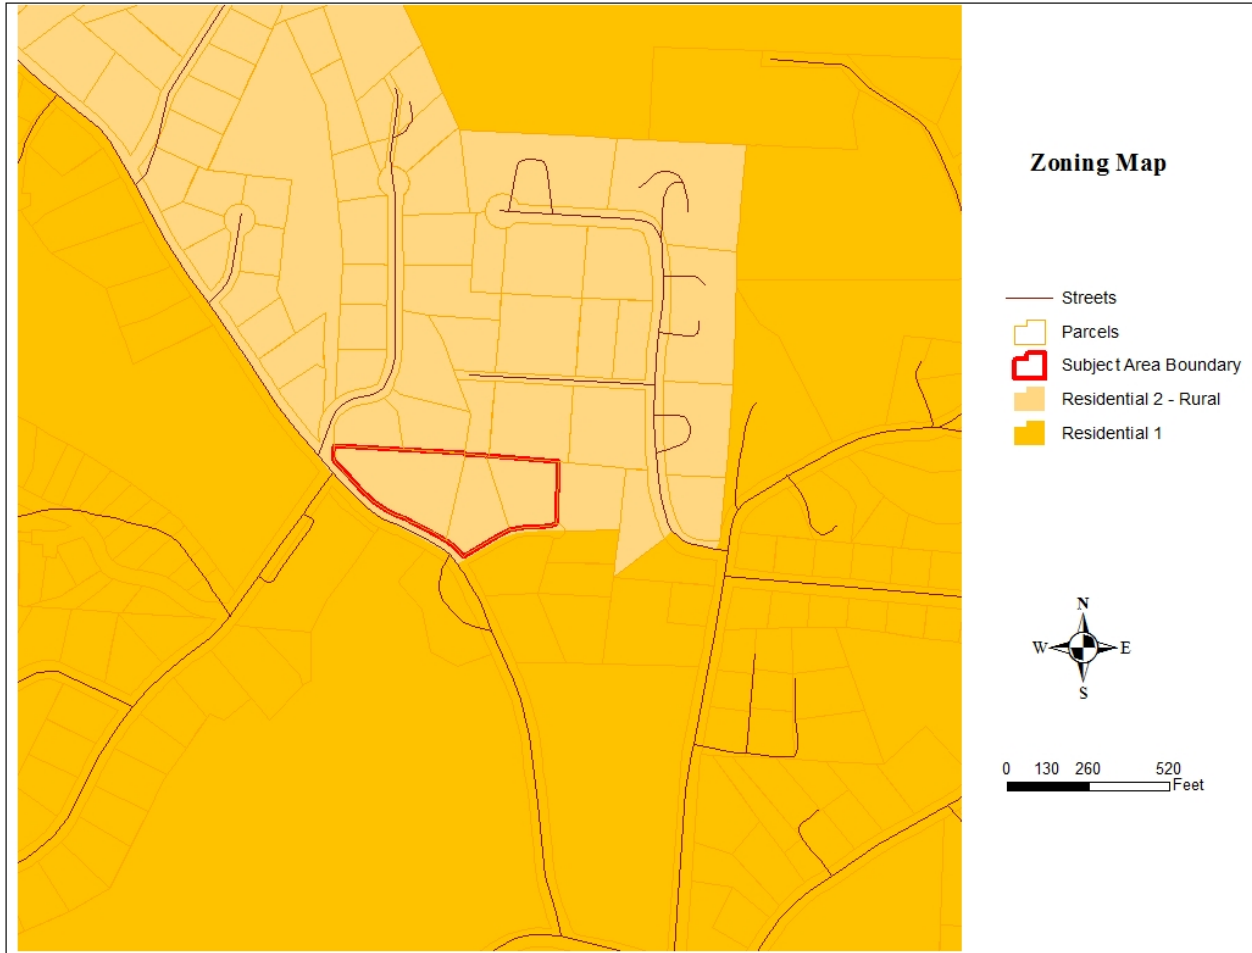 Zoning Map
Streets
Parcels
Subject Area Boundary
Residential 2 - Rural
Residential 1
N
W E
S
0 130 260 520
Feet